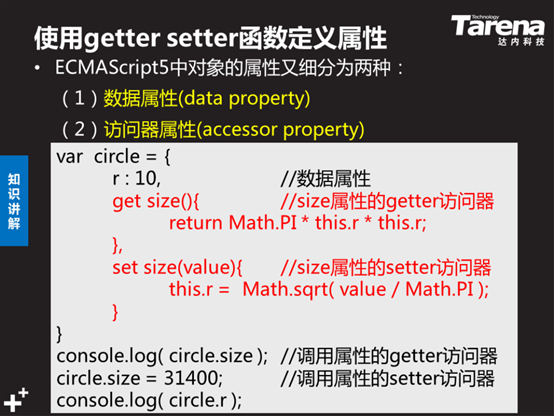 使用getter setter函数定义属性
Technology
Tarena
达内科技
• ECMAScript5中对象的属性又细分为两种：
（1）数据属性(data property)
（2）访问器属性(accessor property)
知识讲解
var circle = {
r : 10, //数据属性
get size(){ //size属性的getter访问器
return Math.PI * this.r * this.r;
},
set size(value){ //size属性的setter访问器
this.r = Math.sqrt( value / Math.PI );
}
}
console.log( circle.size ); //调用属性的getter访问器
circle.size = 31400; //调用属性的setter访问器
console.log( circle.r );